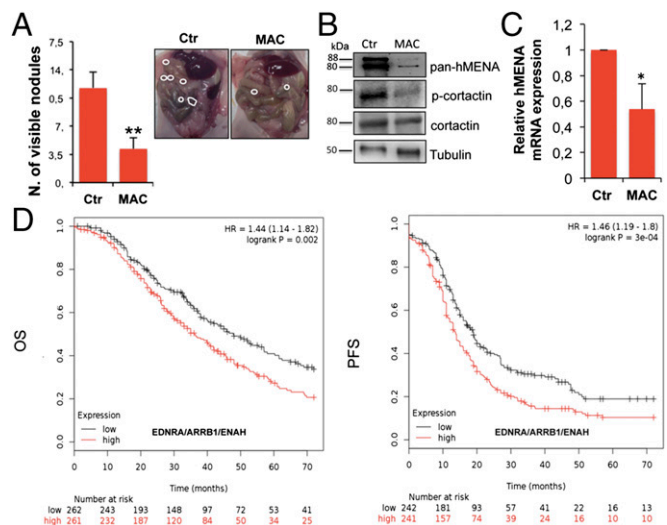 A
N. of visible nodules
7,5
14,
10,
7,
3,
0,
**
Ctr
MAC
Ctr
MAC
B
kDa
Ctr
MAC
88
80
pan-hMENA
80
p-cortactin
80
cortactin
50
Tubulin
C
Relative hMENA
mRNA expression
1,2
1
0,8
0,6
0,4
0,2
0
*
Ctr
MAC
D
OS
HR = 1.44 (1.14 - 1.82)
logrank P = 0.002
1.0
0.8
0.6
0.4
0.2
0.0
Expression
low
high
EDNRA/ARRB1/ENAH
0 10 20 30 40 50 60 70
Time (months)
Number at risk
low 262 243 193 148 97 72 53 41
high 261 232 187 120 84 50 34 25
PFS
HR = 1.46 (1.19 - 1.8)
logrank P = 3e-04
1.0
0.8
0.6
0.4
0.2
0.0
Expression
low
high
EDNRA/ARRB1/ENAH
0 10 20 30 40 50 60 70
Time (months)
Number at risk
low 242 181 93 57 41 22 16 13
high 241 157 74 39 24 16 10 10